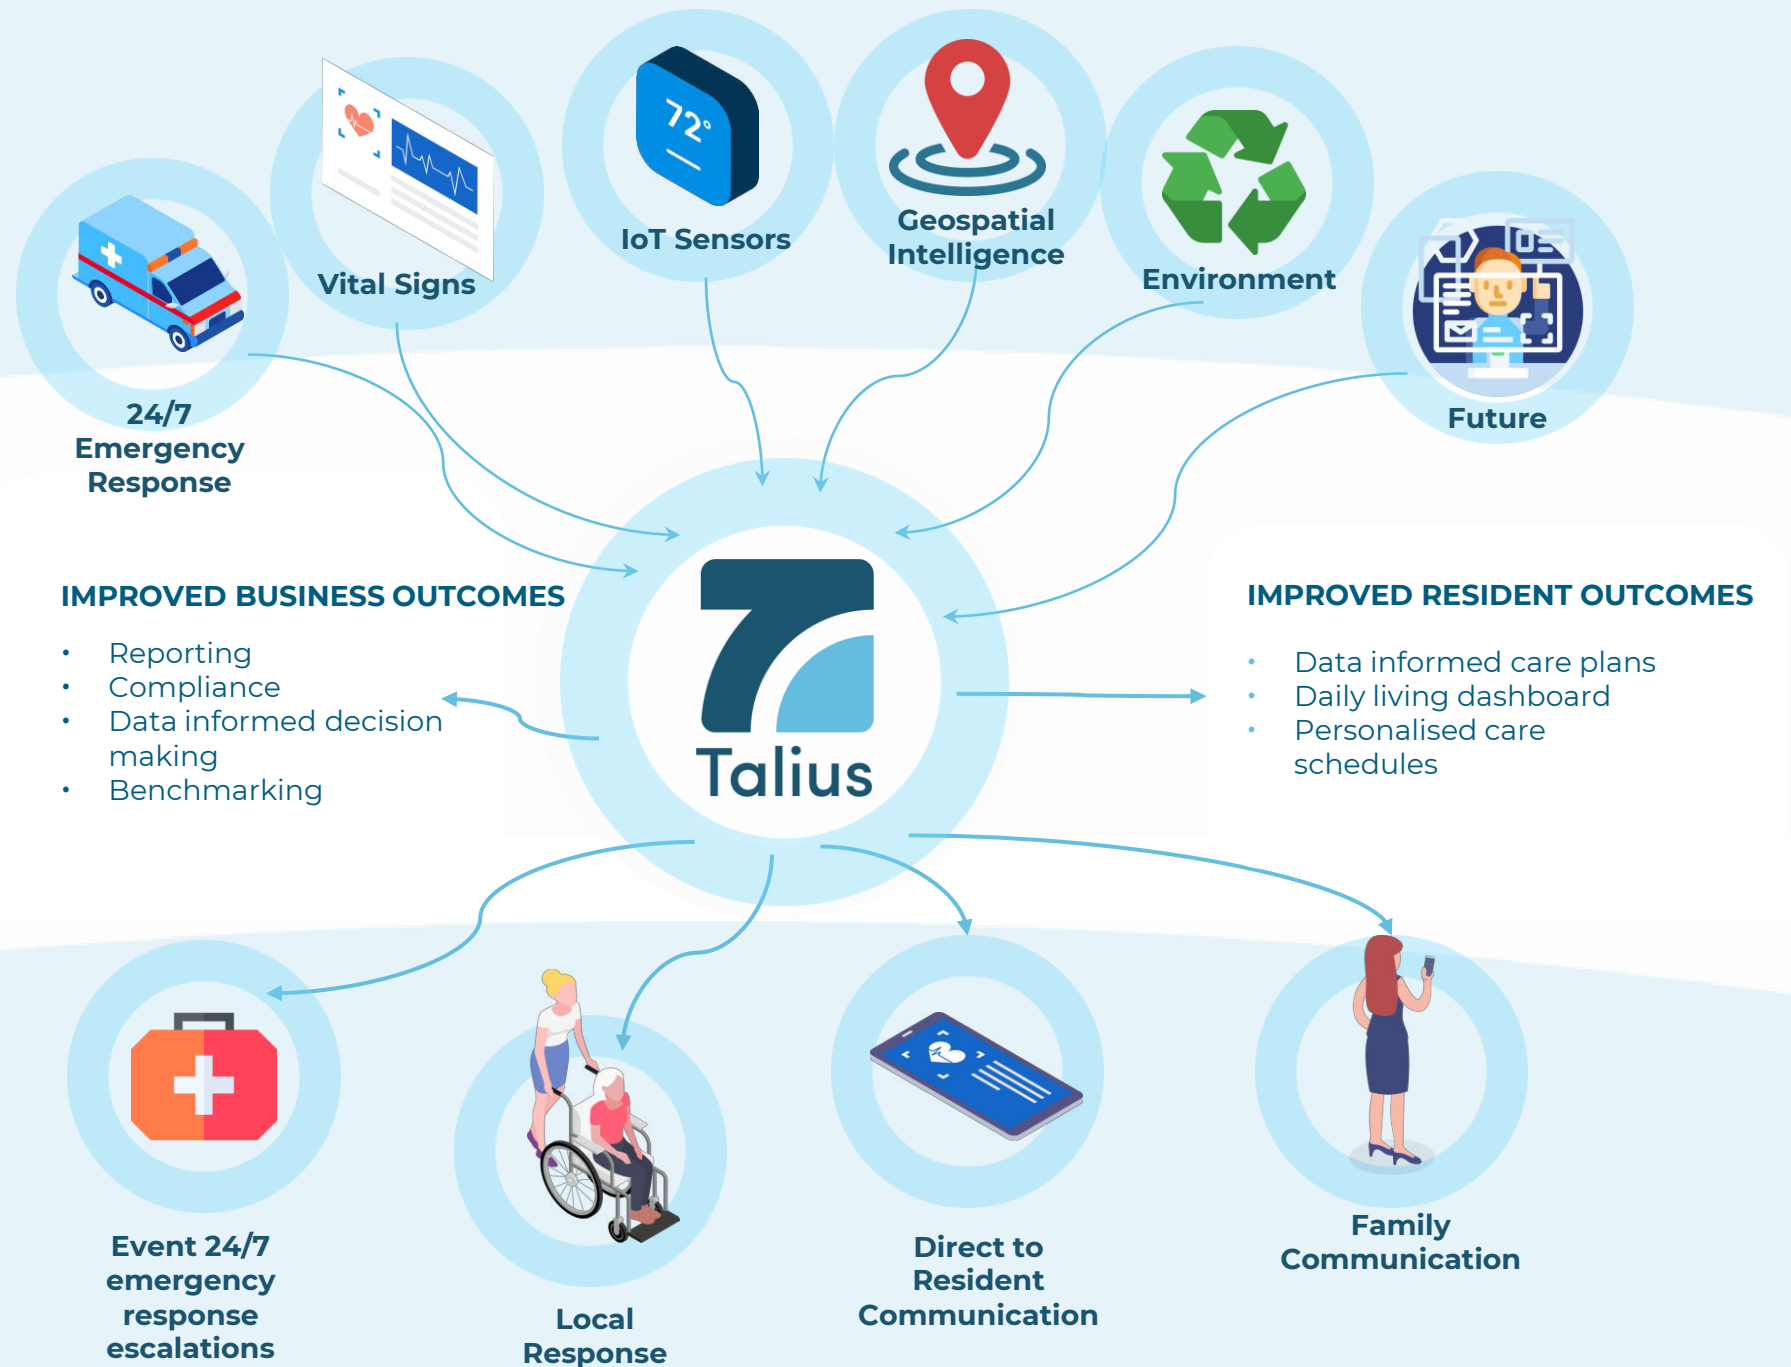 72°
IoT Sensors
Geospatial
Intelligence
Vital Signs
Environment
24/7
Emergency
Response
Future
IMPROVED BUSINESS OUTCOMES
• Reporting
• Compliance
• Data informed decision
making
• Benchmarking
Talius
IMPROVED RESIDENT OUTCOMES
• Data informed care plans
• Daily living dashboard
• Personalised care
schedules
Event 24/7
emergency
response
escalations
Local
Response
Direct to
Resident
Communication
Family
Communication